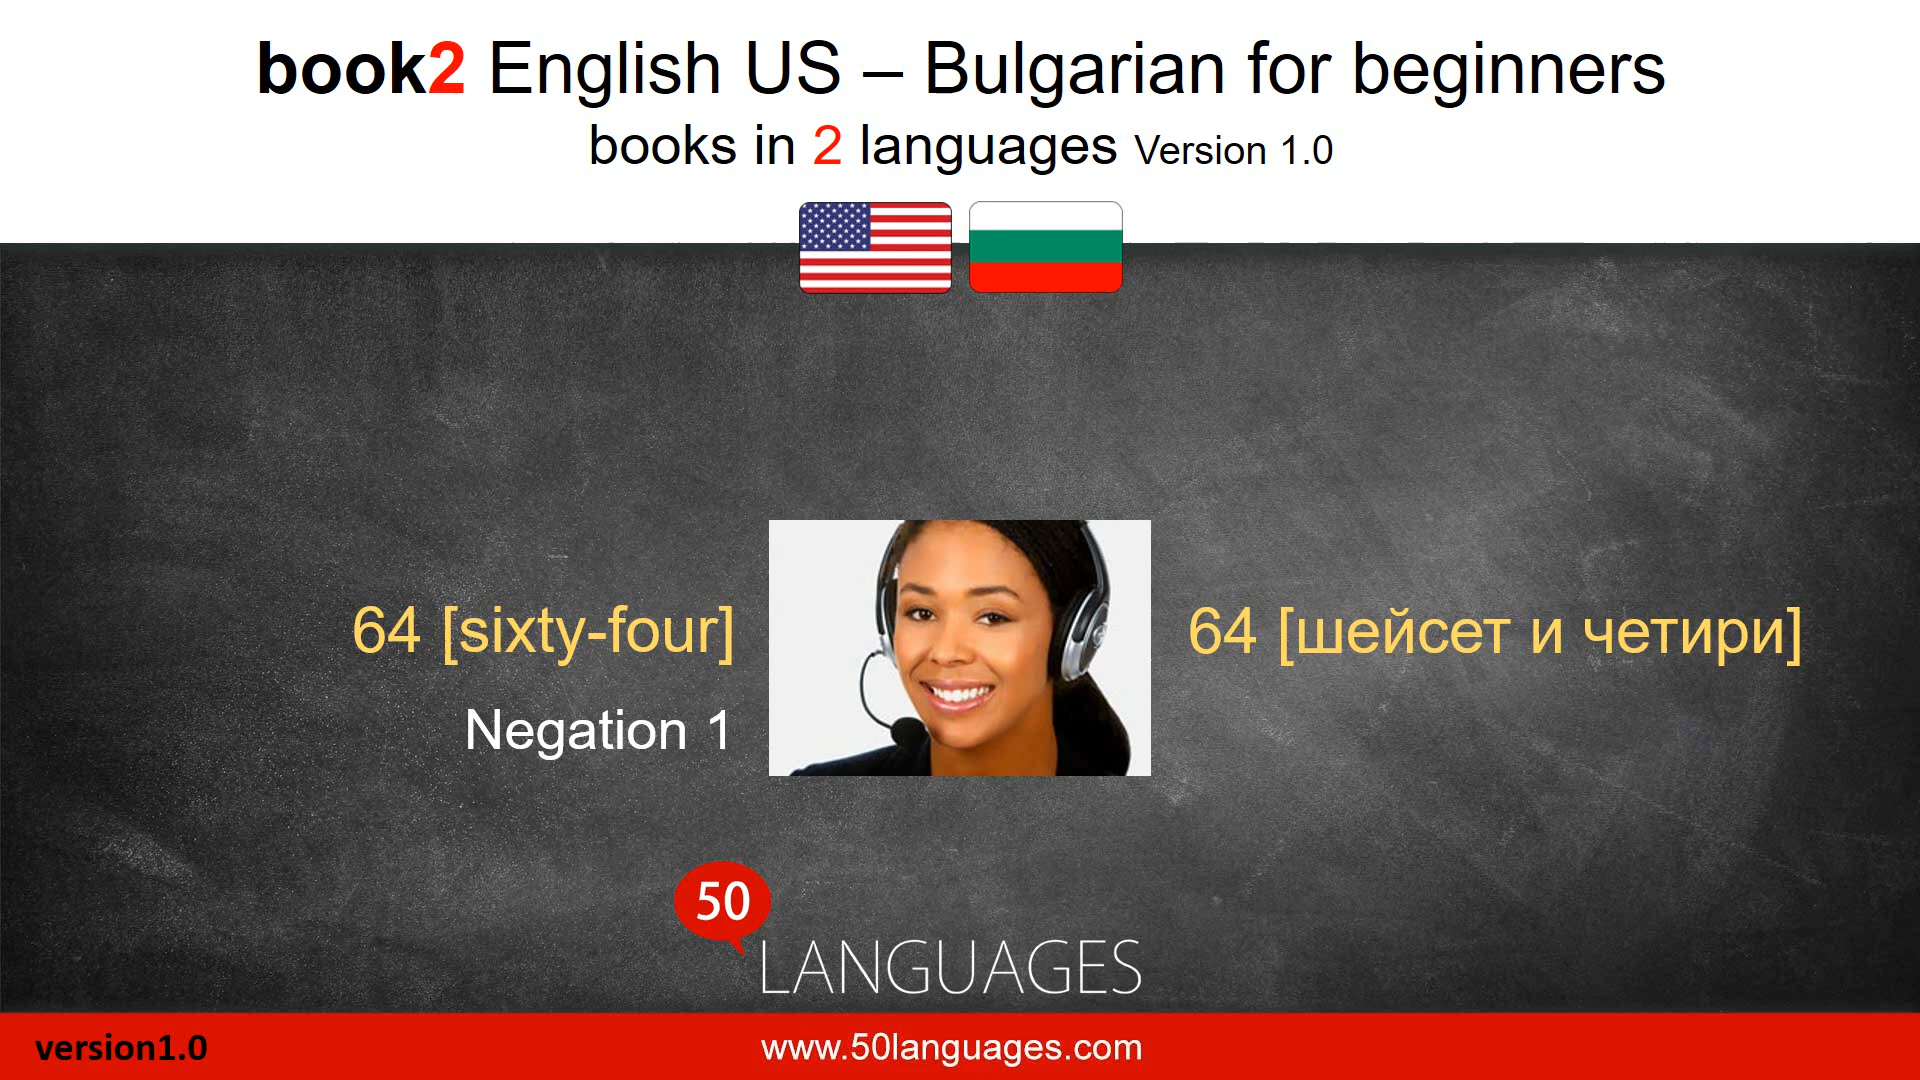 book2 English US – Bulgarian for beginners
books in 2 languages Version 1.0
64 [sixty-four]
64 [шейсет и четири]
Negation 1
50
LANGUAGES
version1.0
www.50languages.com